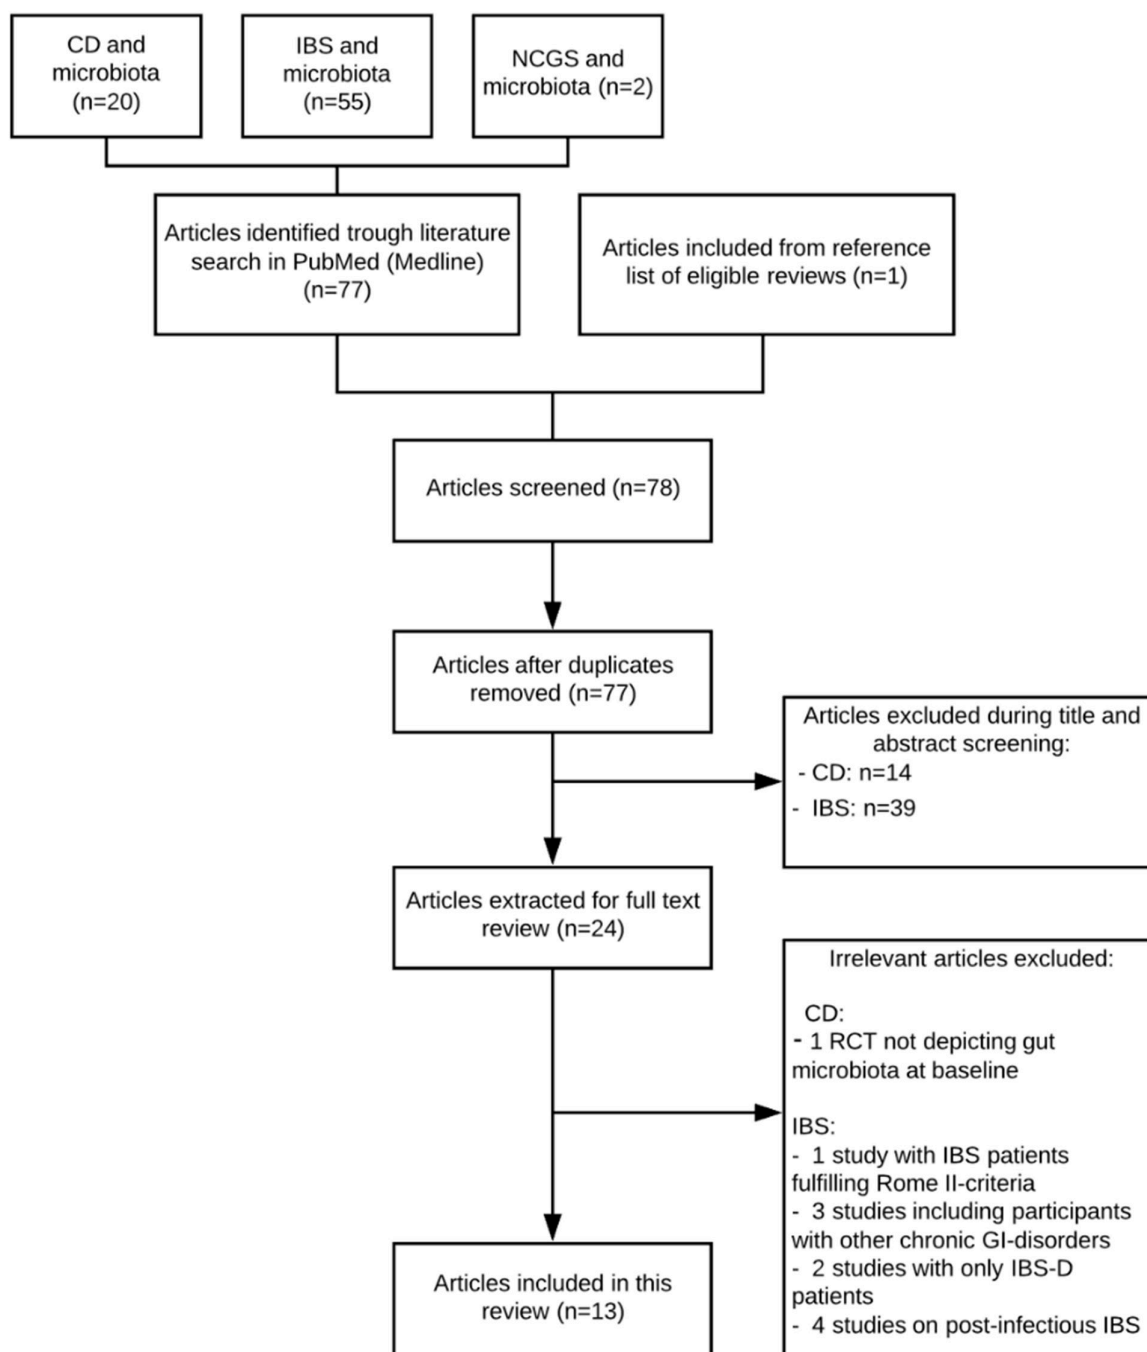 CD and
microbiota
(n=20)
IBS and
microbiota
(n=55)
NCGS and
microbiota (n=2)
Articles identified trough literature
search in PubMed (Medline)
(n=77)
Articles included from reference
list of eligible reviews (n=1)
Articles screened (n=78)
Articles after duplicates
removed (n=77)
Articles excluded during title and
abstract screening:
- CD: n=14
- IBS: n=39
Articles extracted for full text
review (n=24)
Irrelevant articles excluded:
CD:
- 1 RCT not depicting gut
microbiota at baseline
IBS:
- 1 study with IBS patients
fulfilling Rome II-criteria
- 3 studies including participants
with other chronic GI-disorders
- 2 studies with only IBS-D
patients
- 4 studies on post-infectious IBS
Articles included in this
review (n=13)